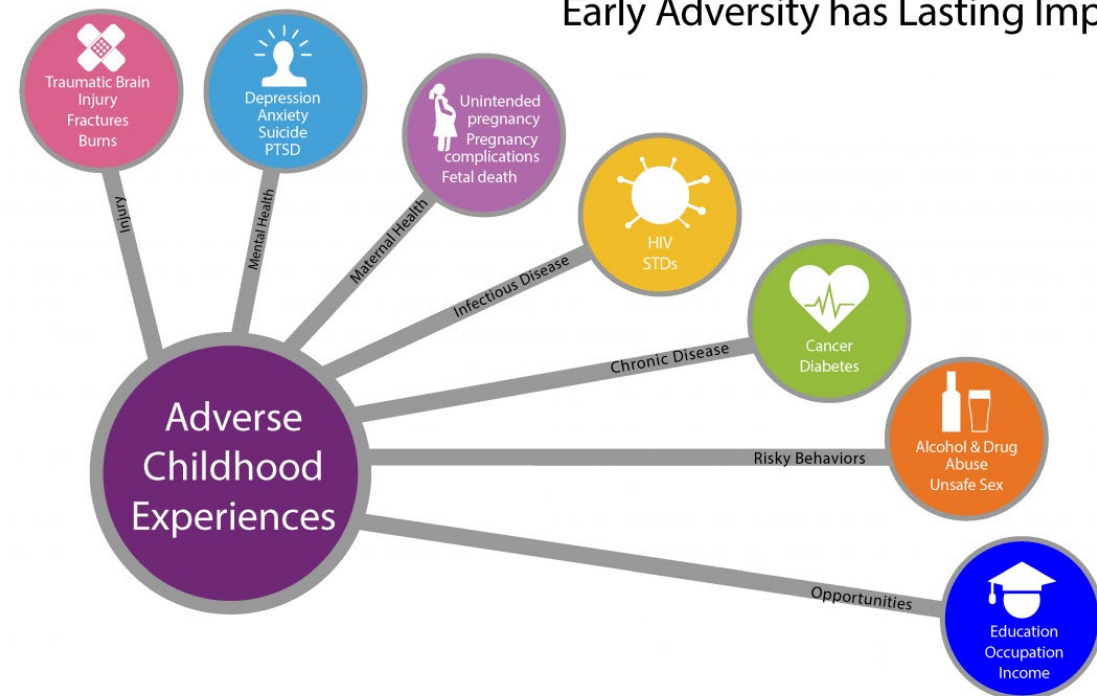 Early Adversity has Lasting Imp
Traumatic Brain
Injury
Fractures
Burns
Depression
Anxiety
Suicide
PTSD
Unintended
pregnancy
Pregnancy
complications
Fetal death
HIV
STDs
Cancer
Diabetes
Alcohol & Drug
Abuse
Unsafe Sex
Education
Occupation
Income
Injury
Mental Health
Maternal Health
Infectious Disease
Chronic Disease
Risky Behaviors
Opportunities
Adverse
Childhood
Experiences